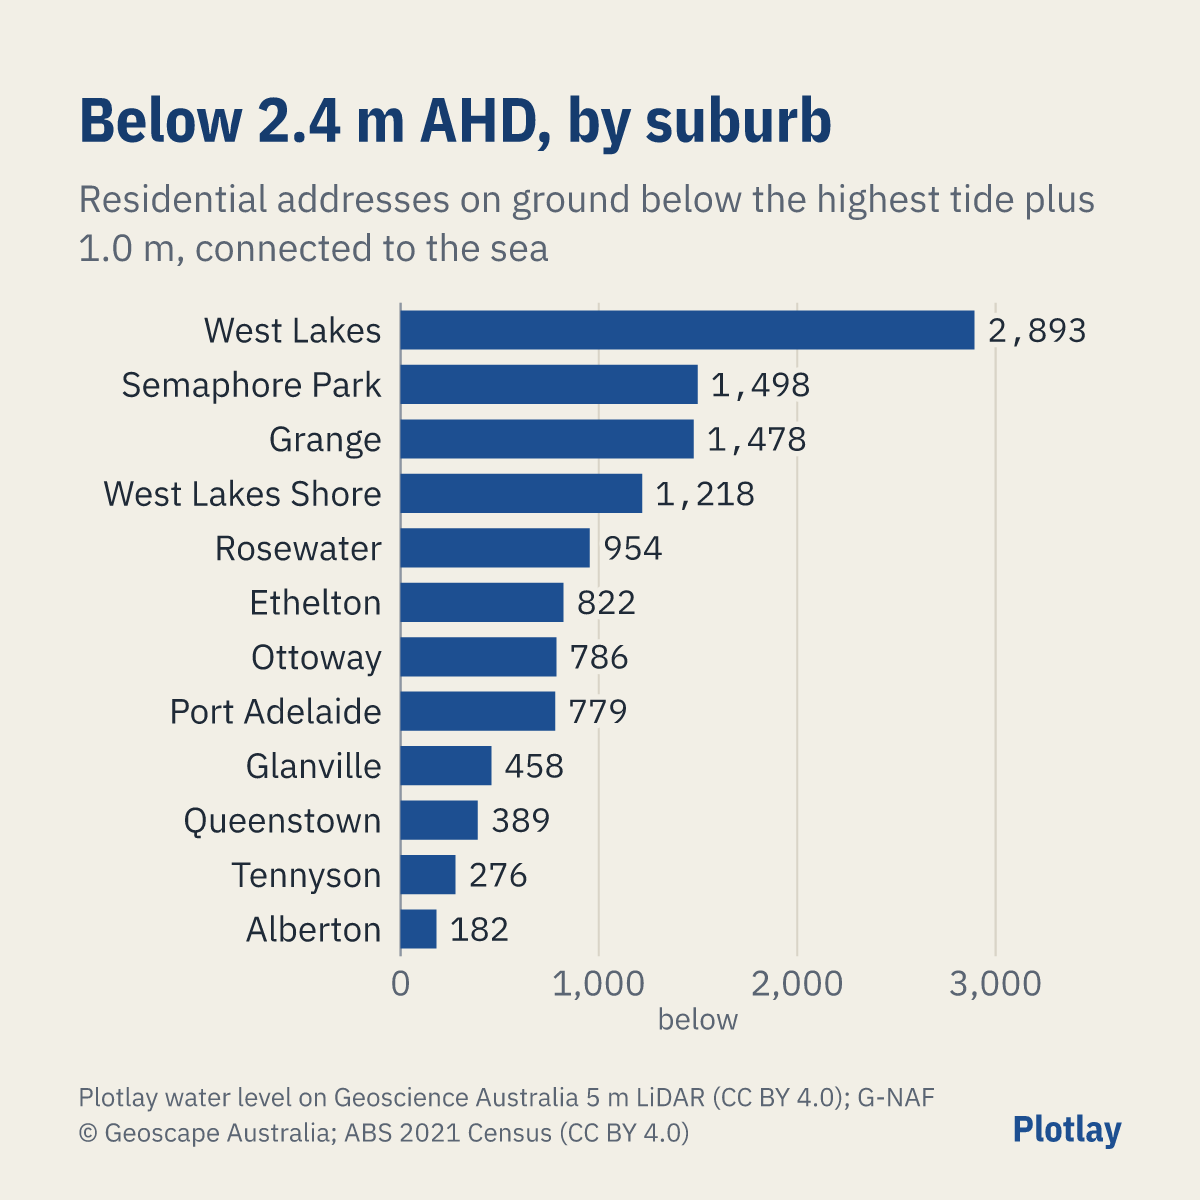 Below 2.4 m AHD, by suburb
Residential addresses on ground below the highest tide plus
1.0 m, connected to the sea
West Lakes 2,893
Semaphore Park 1,498
Grange 1,478
West Lakes Shore 1,218
Rosewater 954
Ethelton 822
Ottoway 786
Port Adelaide 779
Glanville 458
Queenstown 389
Tennyson 276
Alberton 182
0 1,000 2,000 3,000
below
Plotlay water level on Geoscience Australia 5 m LiDAR (CC BY 4.0); G-NAF
© Geoscape Australia; ABS 2021 Census (CC BY 4.0)
Plotlay